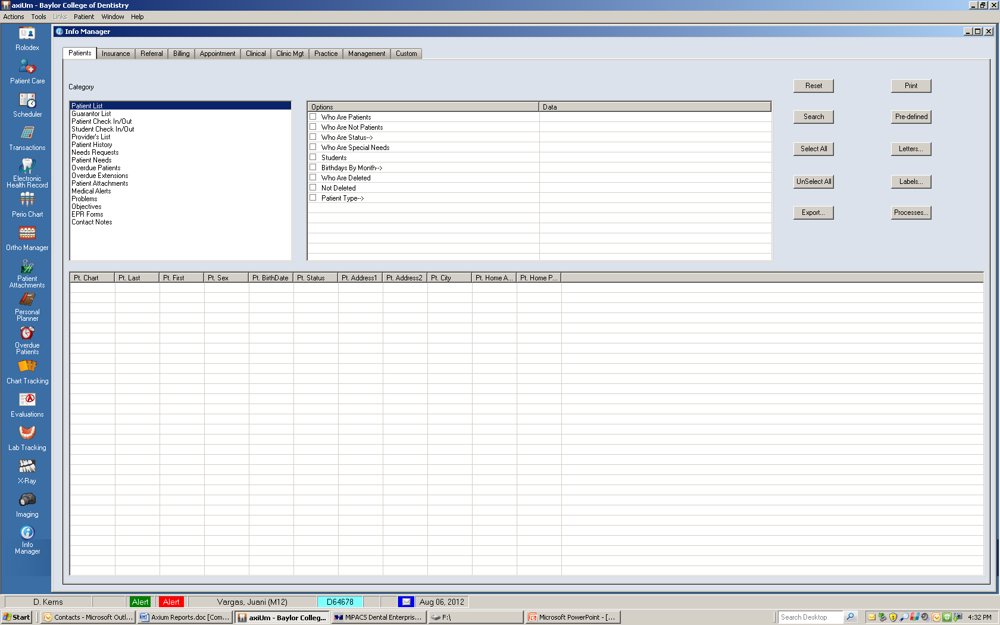 axiUm - Baylor College of Dentistry
Actions Tools Links Patient Window Help
Info Manager
Rolodex
Patient Care
Scheduler
Transactions
Electronic
Health Record
Perio Chart
Ortho Manager
Patient
Attachments
Personal
Planner
Overdue
Patients
Chart Tracking
Evaluations
Lab Tracking
X-Ray
Imaging
Info
Manager
Patients Insurance Referral Billing Appointment Clinical Clinic Mgt Practice Management Custom
Category
Patient List
Guarantor List
Patient Check In/Out
Student Check In/Out
Provider's List
Patient History
Needs Requests
Patient Needs
Overdue Patients
Overdue Extensions
Patient Attachments
Medical Alerts
Problems
Objectives
EPR Forms
Contact Notes
Options Data
Who Are Patients
Who Are Not Patients
Who Are Status-->
Who Are Special Needs
Students
Birthdays By Month-->
Who Are Deleted
Not Deleted
Patient Type-->
Reset Print
Search Pre-defined
Select All Letters...
UnSelect All Labels...
Export... Processes...
Pt. Chart Pt. Last Pt. First Pt. Sex Pt. BirthDate Pt. Status Pt. Address1 Pt. Address2 Pt. City Pt. Home A... Pt. Home P...
D. Kerns Alert Alert Vargas, Juani (M12) D64678 Aug 06, 2012
Start Contacts - Microsoft Outl... Axium Reports.doc [Com... axiUm - Baylor Colleg... MiPACS Dental Enterpris... F:\ Microsoft PowerPoint - [... Search Desktop 4:32 PM